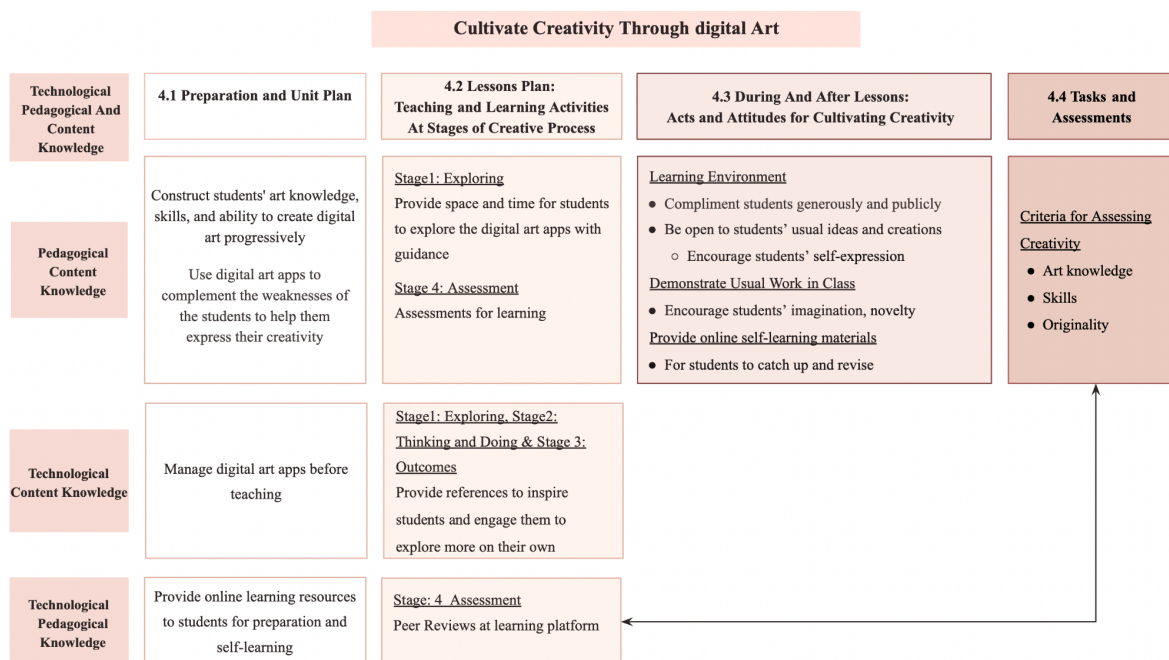 Cultivate Creativity Through digital Art
Technological
Pedagogical And
Content
Knowledge
4.1 Preparation and Unit Plan
4.2 Lessons Plan:
Teaching and Learning Activities
At Stages of Creative Process
4.3 During And After Lessons:
Acts and Attitudes for Cultivating Creativity
4.4 Tasks and
Assessments
Pedagogical
Content
Knowledge
Construct students' art knowledge,
skills, and ability to create digital
art progressively
Use digital art apps to
complement the weaknesses of
the students to help them
express their creativity
Stage1: Exploring
Provide space and time for students
to explore the digital art apps with
guidance
Stage 4: Assessment
Assessments for learning
Learning Environment
● Compliment students generously and publicly
● Be open to students’ usual ideas and creations
○ Encourage students’ self-expression
Demonstrate Usual Work in Class
● Encourage students’ imagination, novelty
Provide online self-learning materials
● For students to catch up and revise
Criteria for Assessing
Creativity
● Art knowledge
● Skills
● Originality
Technological
Content Knowledge
Manage digital art apps before
teaching
Stage1: Exploring, Stage2:
Thinking and Doing & Stage 3:
Outcomes
Provide references to inspire
students and engage them to
explore more on their own
Technological
Pedagogical
Knowledge
Provide online learning resources
to students for preparation and
self-learning
Stage: 4 Assessment
Peer Reviews at learning platform